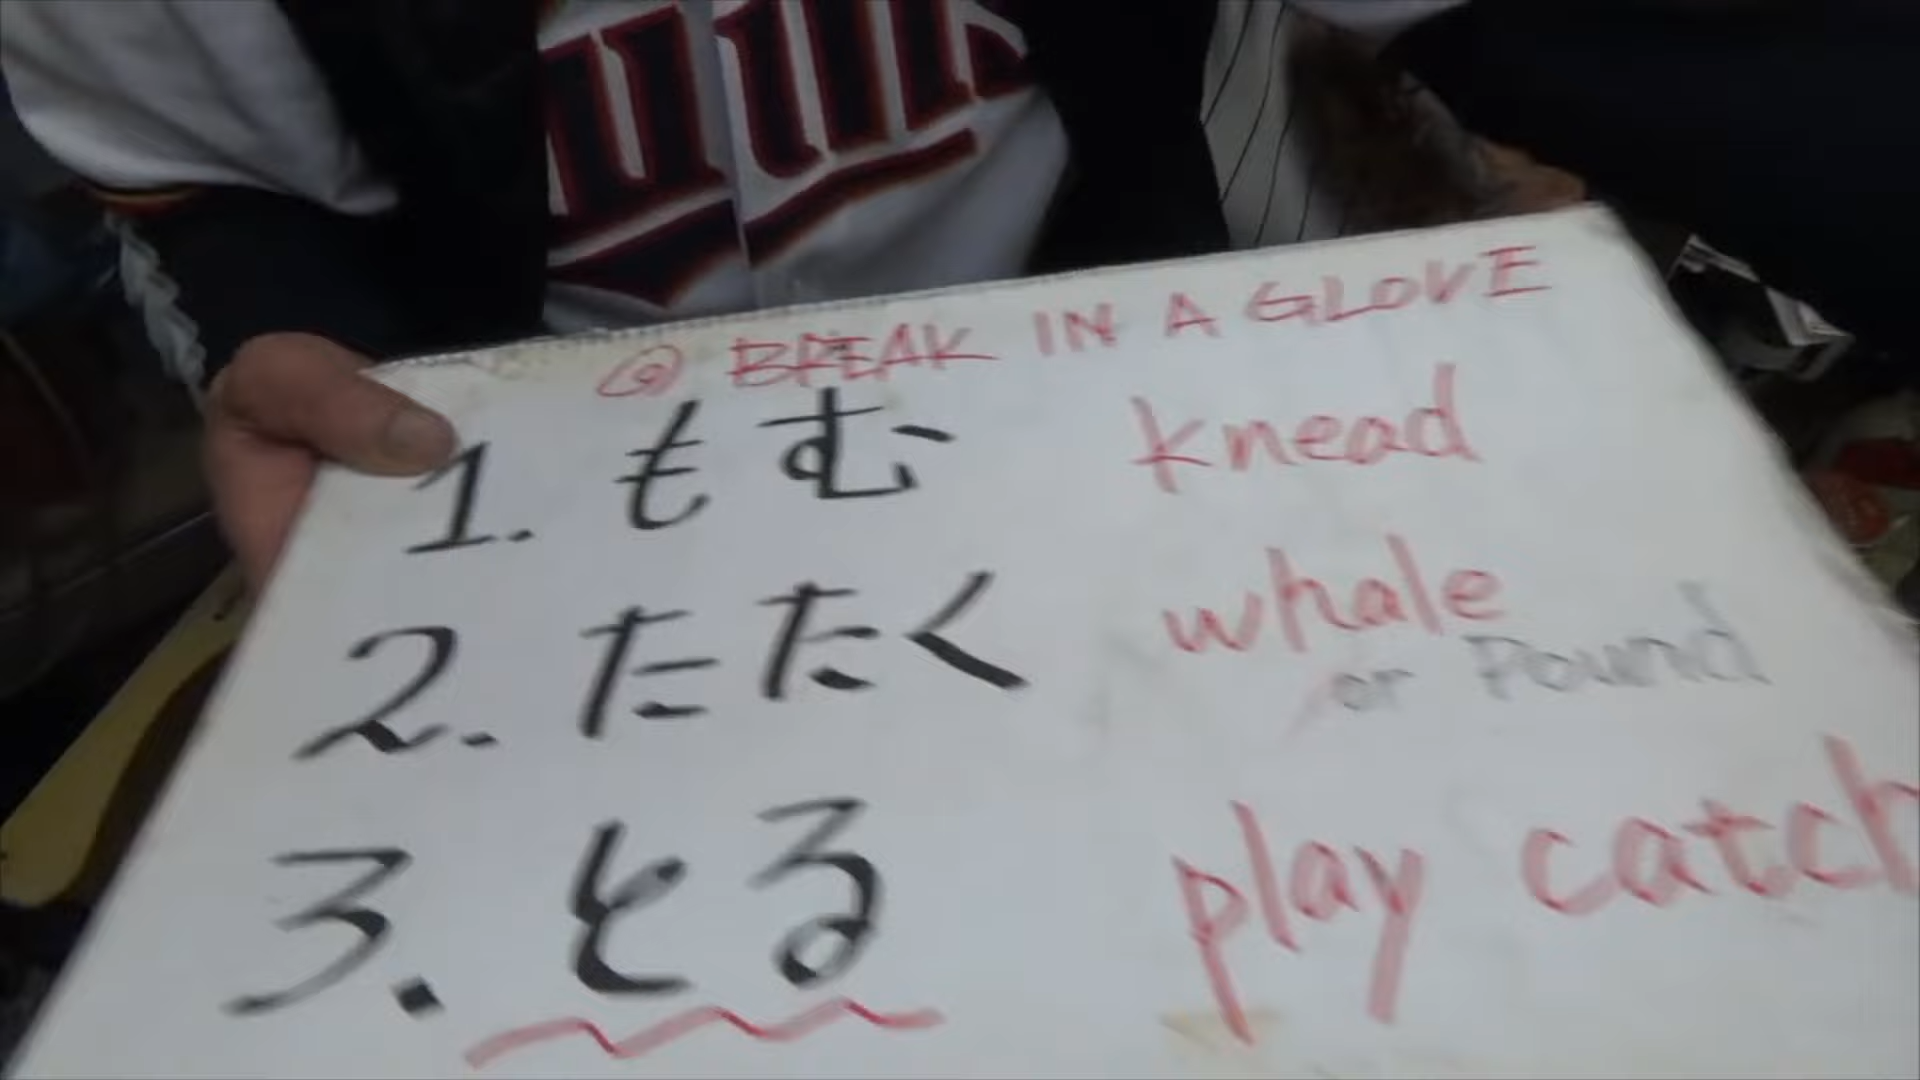 @ BREAK IN A GLOVE
1. もむ knead
2. たたく whale
or Pound
3. とる play catch